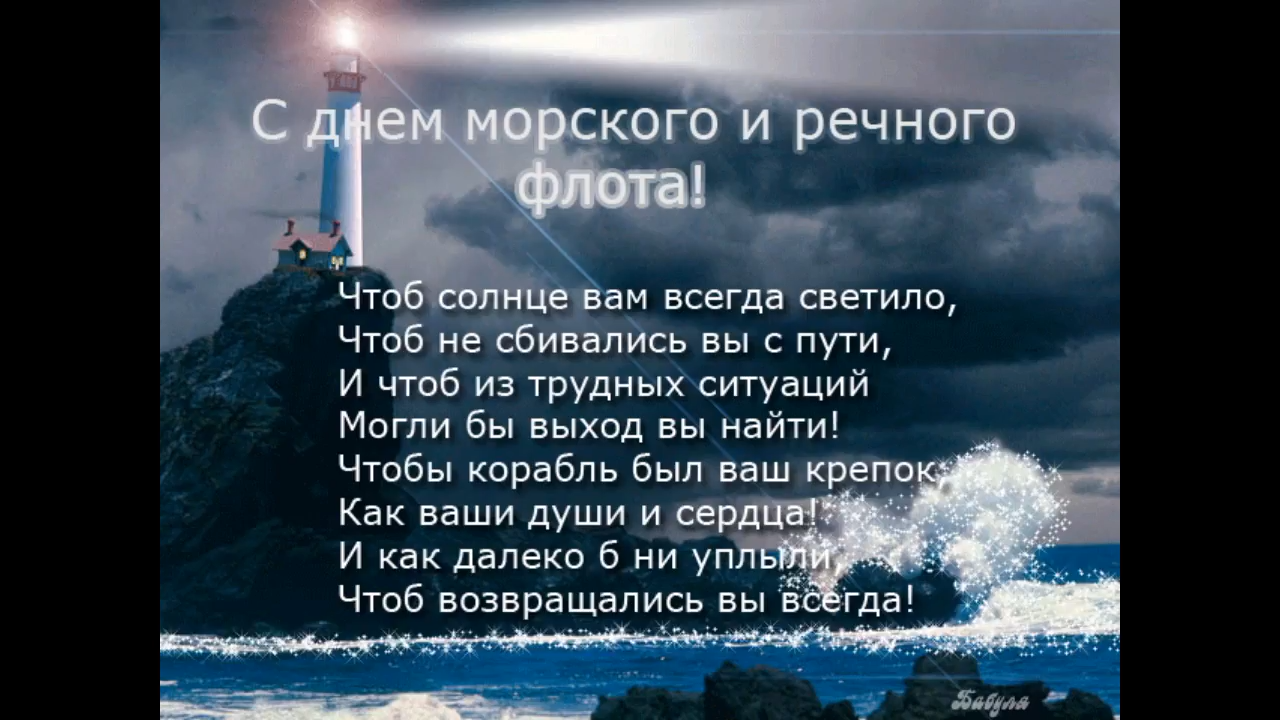 С днем морского и речного
флота!
Чтоб солнце вам всегда светило,
Чтоб не сбивались вы с пути,
И чтоб из трудных ситуаций
Могли бы выход вы найти!
Чтобы корабль был ваш крепок,
Как ваши души и сердца!
И как далеко б ни уплыли,
Чтоб возвращались вы всегда!
Бабула